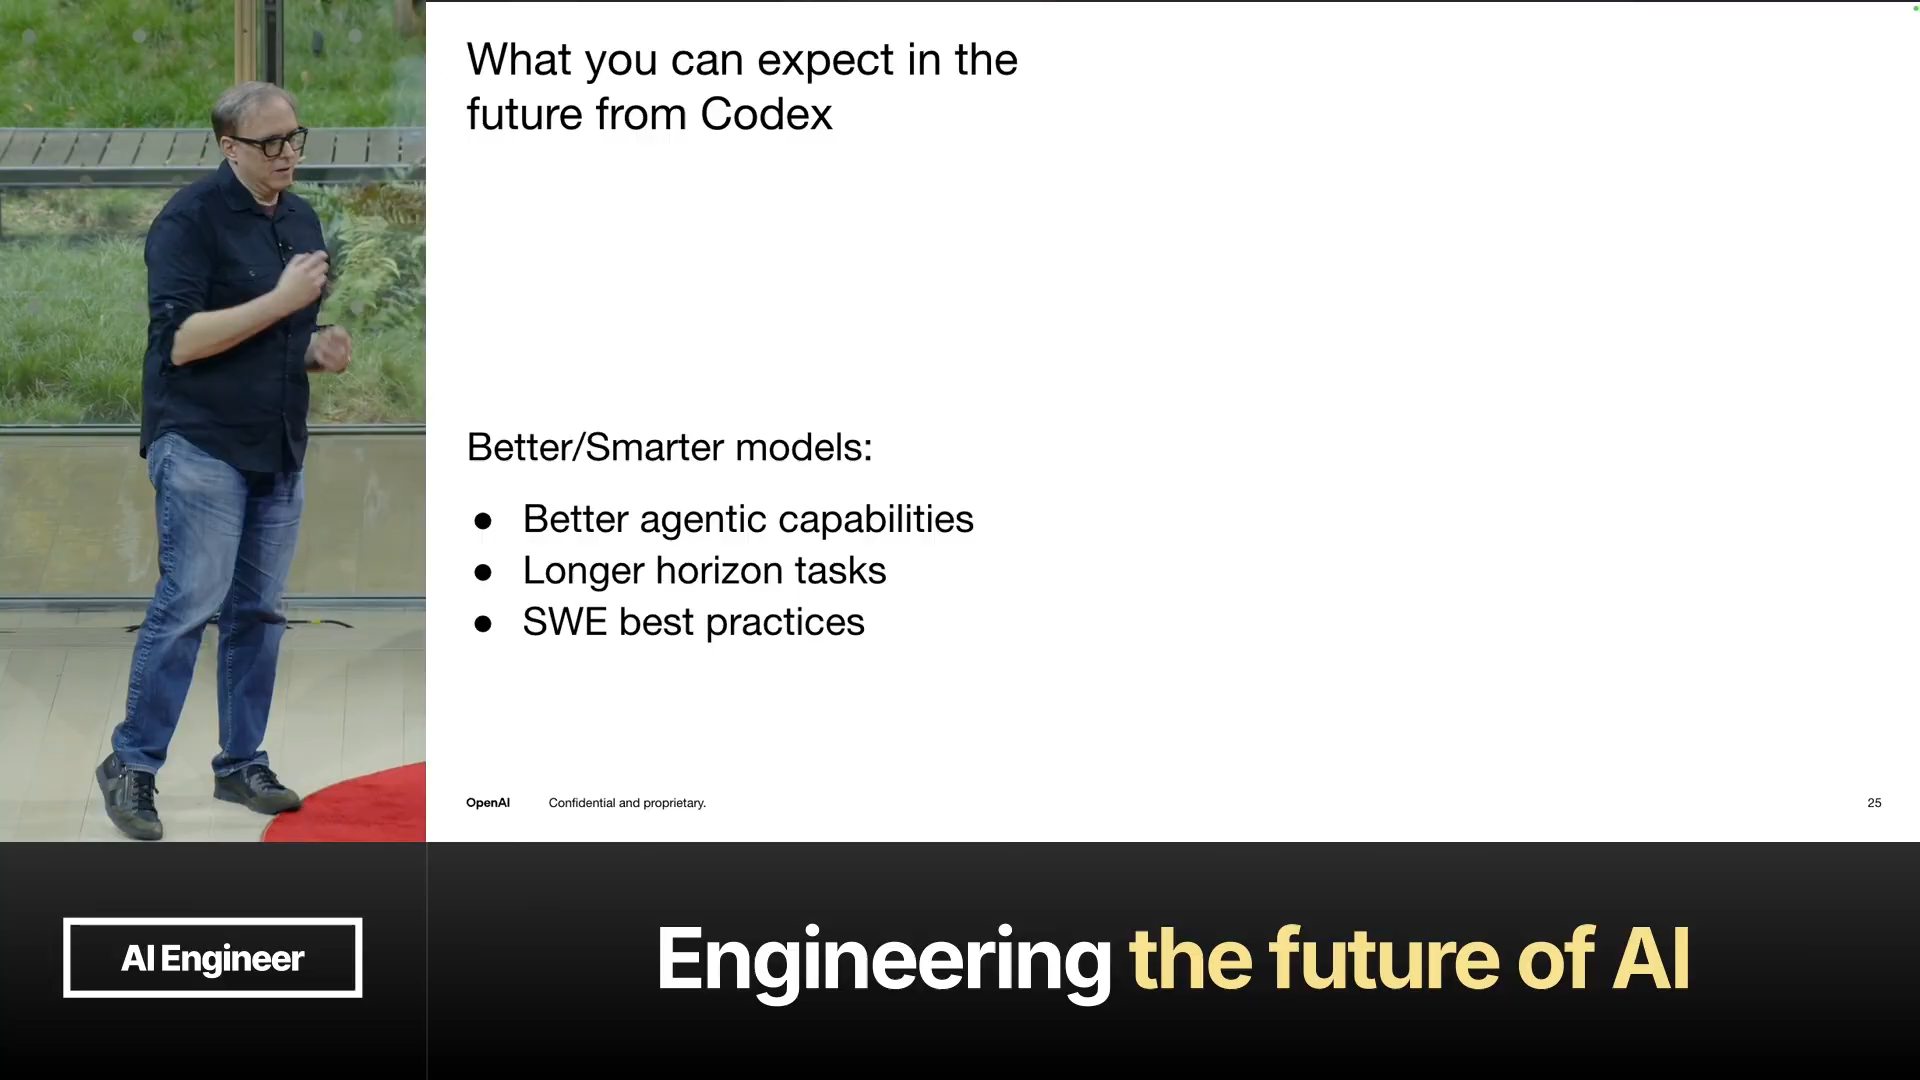 What you can expect in the
future from Codex
Better/Smarter models:
● Better agentic capabilities
● Longer horizon tasks
● SWE best practices
OpenAI Confidential and proprietary. 25
AI Engineer
Engineering the future of AI